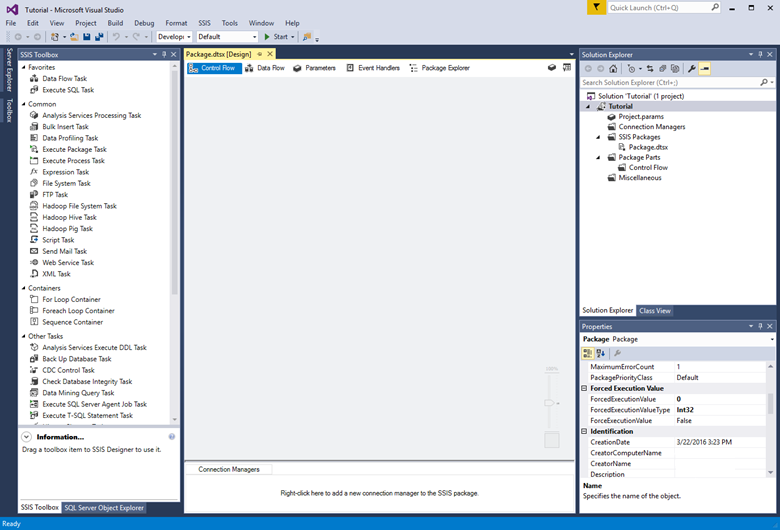 Tutorial - Microsoft Visual Studio
Quick Launch (Ctrl+Q)
File Edit View Project Build Debug Format SSIS Tools Window Help
Develop Default Start
Server Explorer
Toolbox
SSIS Toolbox
Favorites
Data Flow Task
Execute SQL Task
Common
Analysis Services Processing Task
Bulk Insert Task
Data Profiling Task
Execute Package Task
Execute Process Task
Expression Task
File System Task
FTP Task
Hadoop File System Task
Hadoop Hive Task
Hadoop Pig Task
Script Task
Send Mail Task
Web Service Task
XML Task
Containers
For Loop Container
Foreach Loop Container
Sequence Container
Other Tasks
Analysis Services Execute DDL Task
Back Up Database Task
CDC Control Task
Check Database Integrity Task
Data Mining Query Task
Execute SQL Server Agent Job Task
Execute T-SQL Statement Task
Information...
Drag a toolbox item to SSIS Designer to use it.
SSIS Toolbox SQL Server Object Explorer
Package.dtsx [Design]
Control Flow Data Flow Parameters Event Handlers Package Explorer
100%
Connection Managers
Right-click here to add a new connection manager to the SSIS package.
Solution Explorer
Search Solution Explorer (Ctrl+;)
Solution 'Tutorial' (1 project)
Tutorial
Project.params
Connection Managers
SSIS Packages
Package.dtsx
Package Parts
Control Flow
Miscellaneous
Solution Explorer Class View
Properties
Package Package
MaximumErrorCount 1
PackagePriorityClass Default
Forced Execution Value
ForcedExecutionValue 0
ForcedExecutionValueType Int32
ForceExecutionValue False
Identification
CreationDate 3/22/2016 3:23 PM
CreatorComputerName
CreatorName
Description
Name
Specifies the name of the object.
Ready